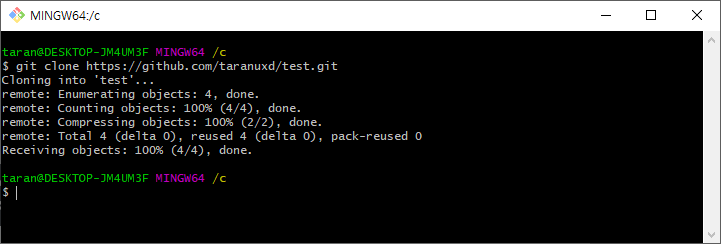 MINGW64:/c
taran@DESKTOP-JM4UM3F MINGW64 /c
$ git clone https://github.com/taranuxd/test.git
Cloning into 'test'...
remote: Enumerating objects: 4, done.
remote: Counting objects: 100% (4/4), done.
remote: Compressing objects: 100% (2/2), done.
remote: Total 4 (delta 0), reused 4 (delta 0), pack-reused 0
Receiving objects: 100% (4/4), done.
taran@DESKTOP-JM4UM3F MINGW64 /c
$